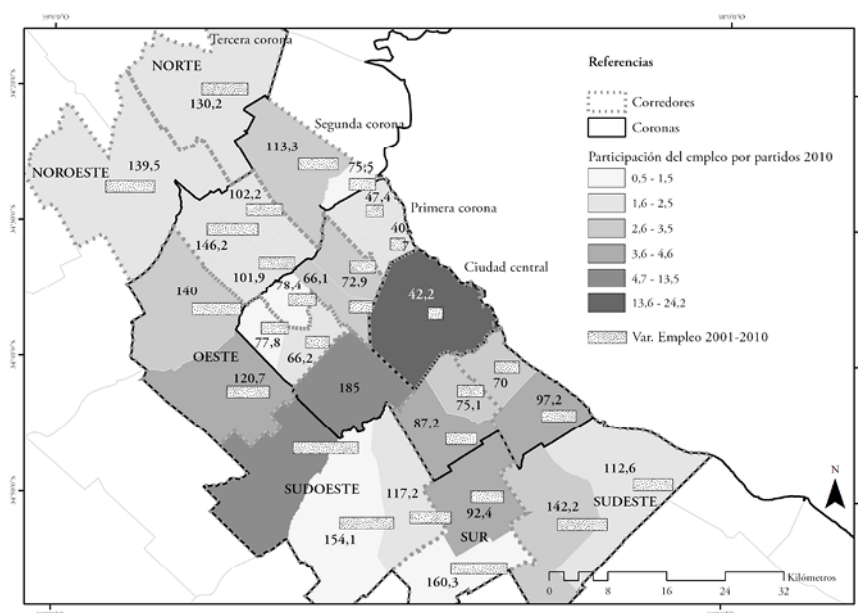 Tercera corona
NORTE
130,2
Segunda corona
113,3
75,5
NOROESTE
139,5
102,2
47,4
Primera corona
146,2
40,
7
101,9
66,1
72,9
78,4
Ciudad central
42,2
140
77,8
66,2
OESTE
120,7
185
70
75,1
97,2
87,2
SUDOESTE
117,2
112,6
92,4
142,2
SUDESTE
154,1
SUR
160,3
Referencias
Corredores
Coronas
Participación del empleo por partidos 2010
0,5 - 1,5
1,6 - 2,5
2,6 - 3,5
3,6 - 4,6
4,7 - 13,5
13,6 - 24,2
Var. Empleo 2001-2010
N
Kilómetros
0 4 8 16 24 32